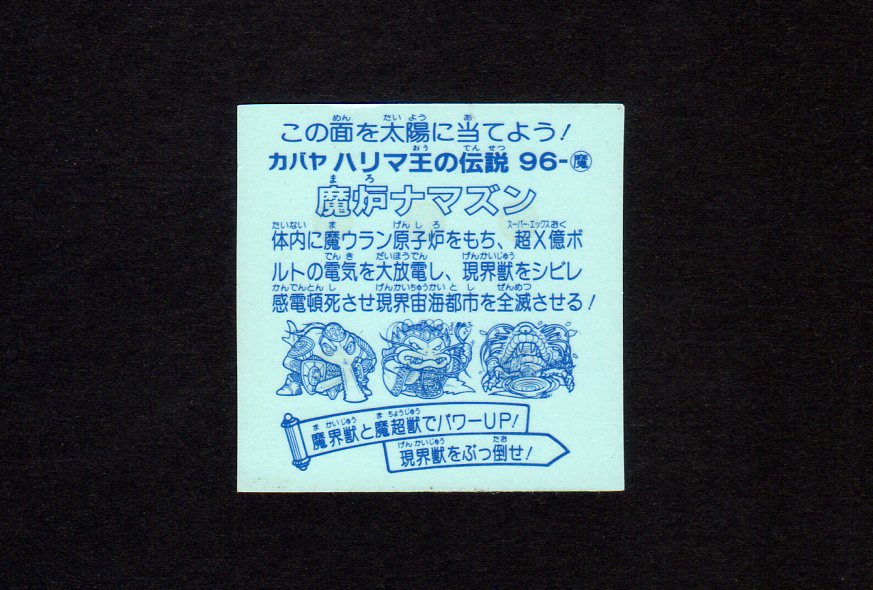 この面を太陽に当てよう!
カバヤ ハリマ王の伝説 96-魔
魔炉ナマズン
体内に魔ウラン原子炉をもち、超X億ボ
ルトの電気を大放電し、現界獣をシビレ
感電頓死させ現界宙海都市を全滅させる!
魔界獣と魔超獣でパワーUP!
現界獣をぶっ倒せ!